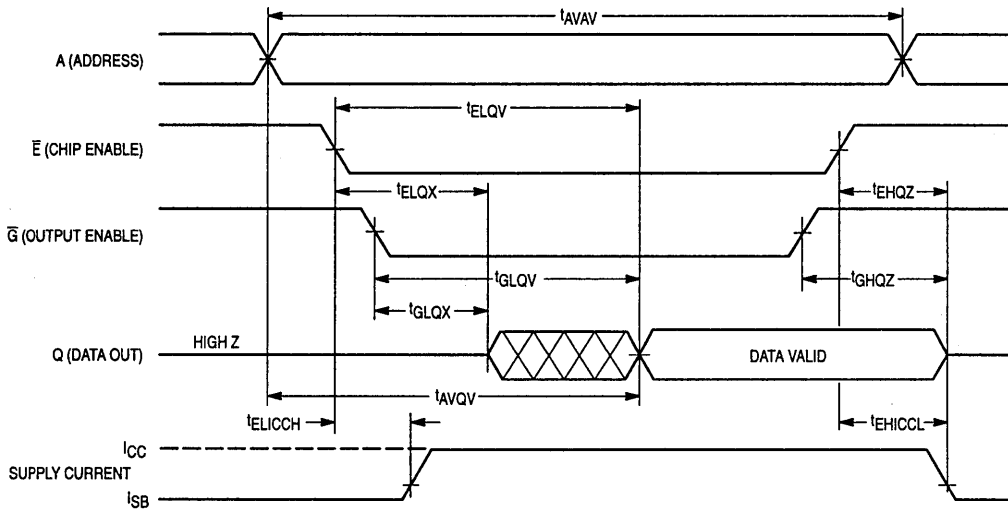 tAVAV
A (ADDRESS)
tELQV
E̅ (CHIP ENABLE)
tELQX
tEHQZ
G̅ (OUTPUT ENABLE)
tGLQV
tGHQZ
tGLQX
HIGH Z
Q (DATA OUT)
DATA VALID
tAVQV
tELICCH
tEHICCL
ICC
SUPPLY CURRENT
ISB